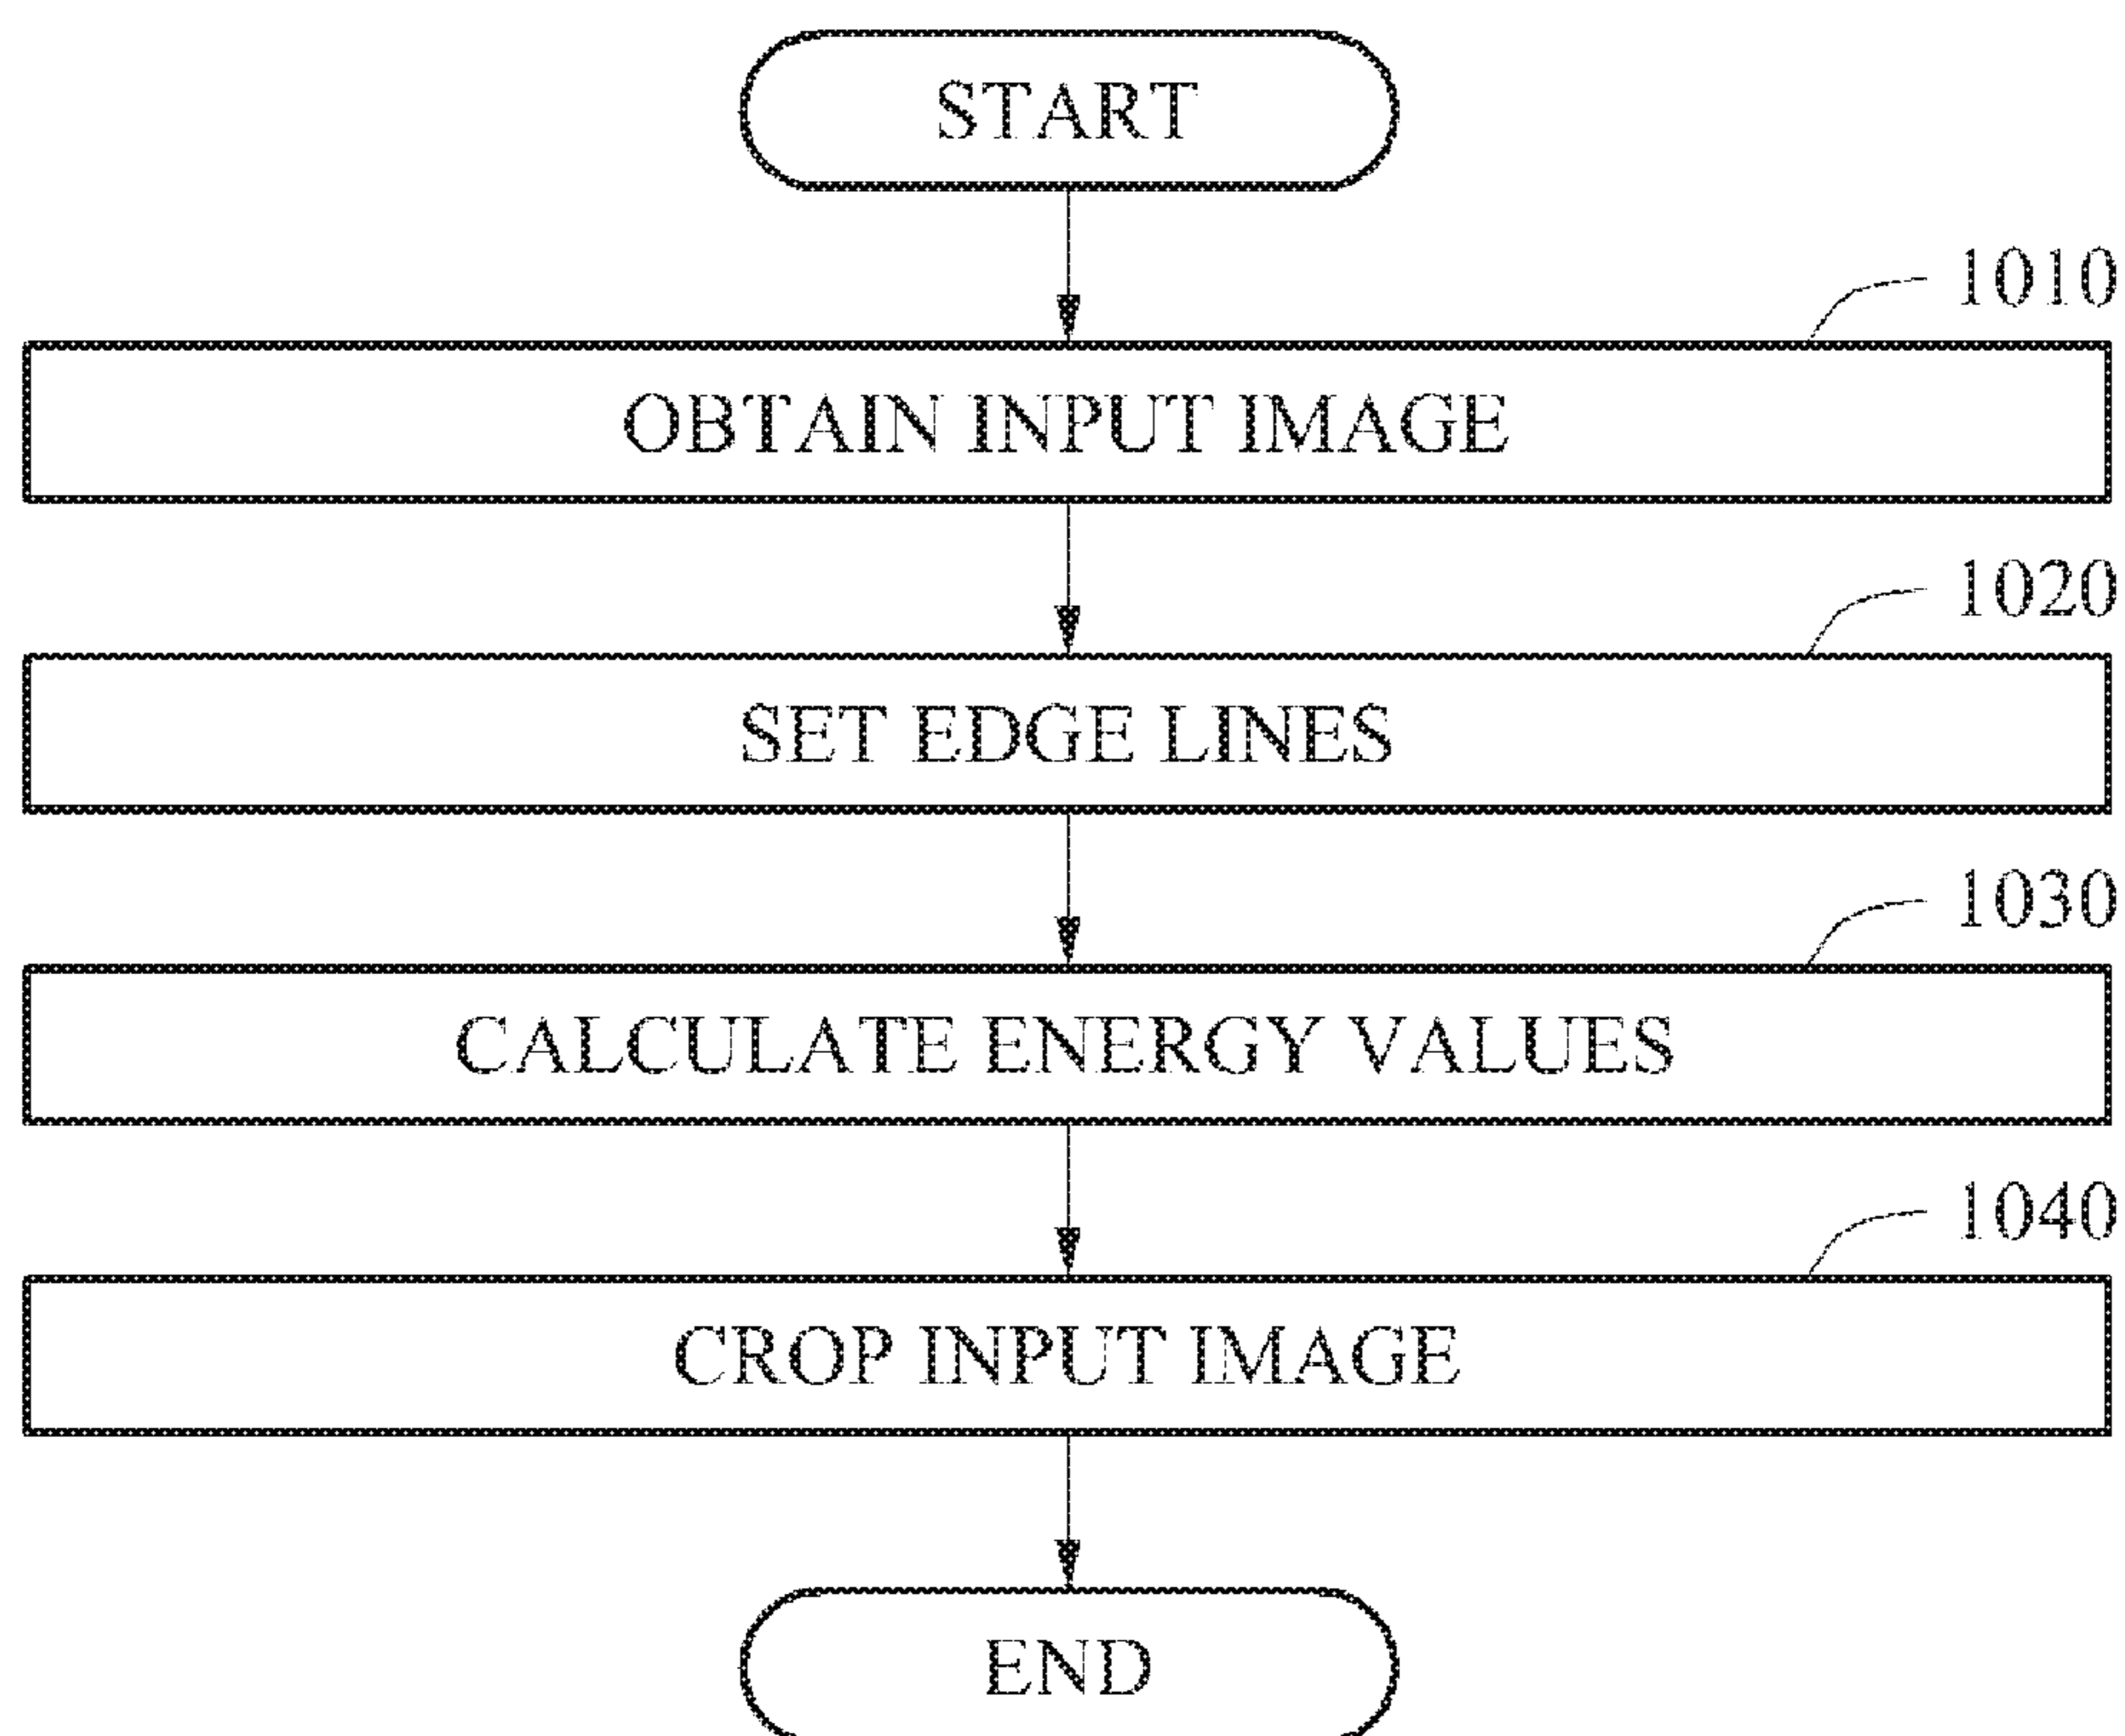 START
1010
OBTAIN INPUT IMAGE
1020
SET EDGE LINES
1030
CALCULATE ENERGY VALUES
1040
CROP INPUT IMAGE
END